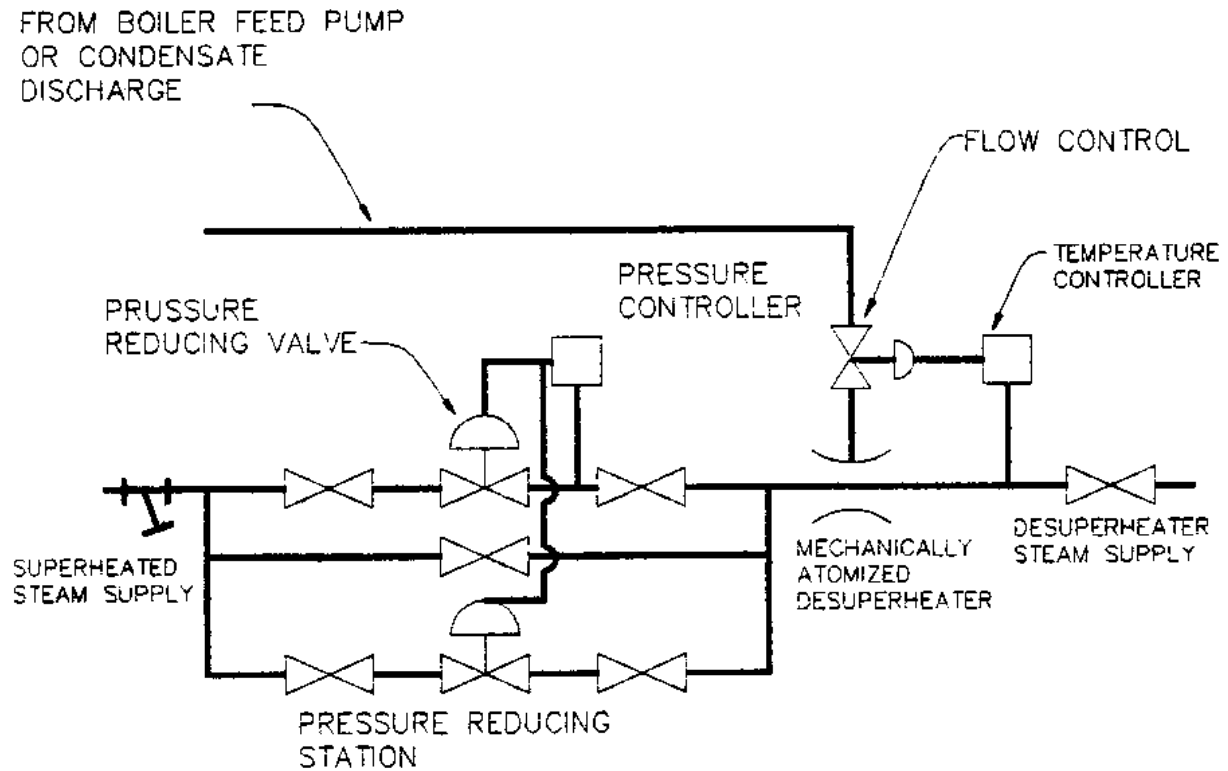 FROM BOILER FEED PUMP
OR CONDENSATE
DISCHARGE
FLOW CONTROL
TEMPERATURE
CONTROLLER
PRESSURE
CONTROLLER
PRUSSURE
REDUCING VALVE
SUPERHEATED
STEAM SUPPLY
MECHANICALLY
ATOMIZED
DESUPERHEATER
DESUPERHEATER
STEAM SUPPLY
PRESSURE REDUCING
STATION